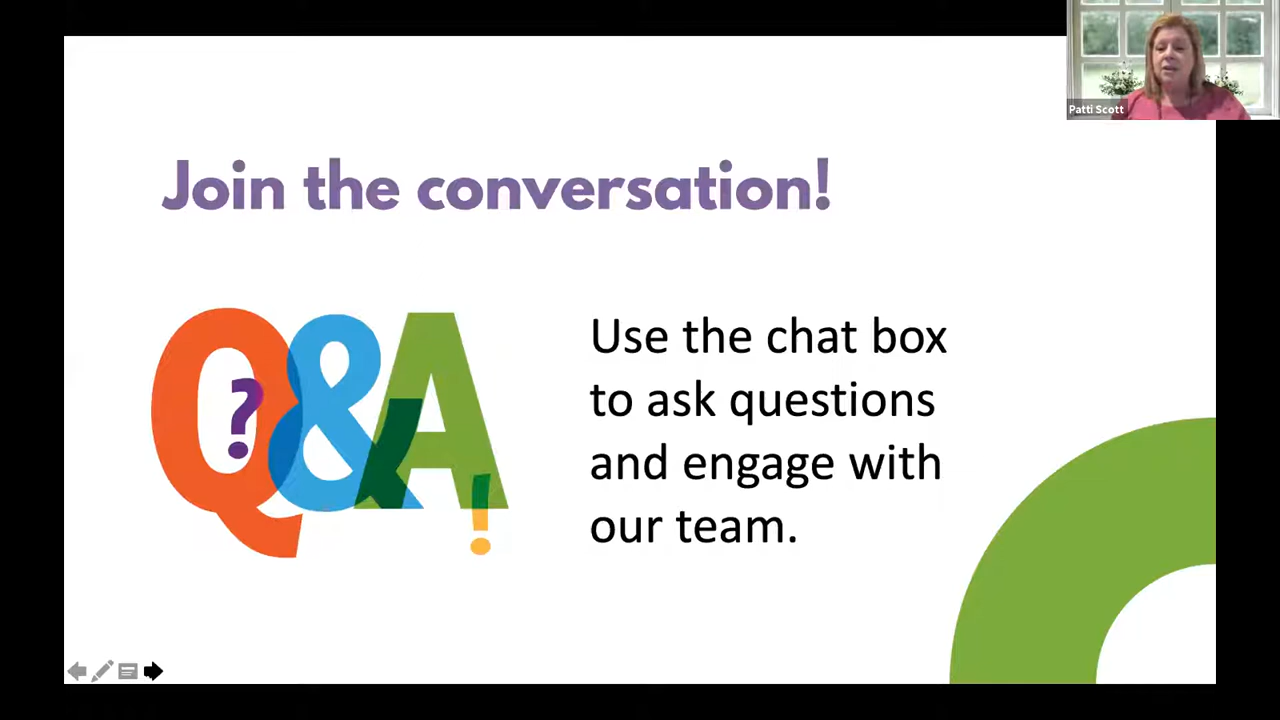 Patti Scott
Join the conversation!
Q&A
?
!
Use the chat box
to ask questions
and engage with
our team.